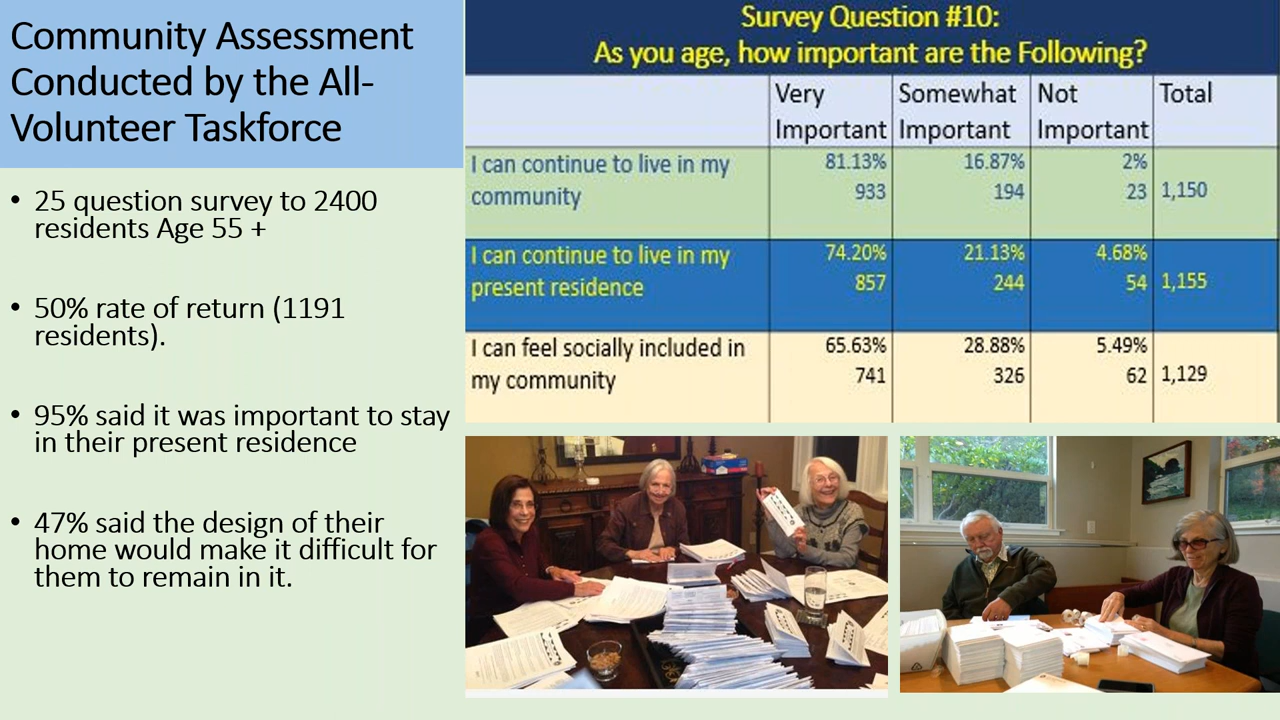 Community Assessment
Conducted by the All-
Volunteer Taskforce
• 25 question survey to 2400
residents Age 55 +
• 50% rate of return (1191
residents).
• 95% said it was important to stay
in their present residence
• 47% said the design of their
home would make it difficult for
them to remain in it.
Survey Question #10:
As you age, how important are the Following?
Very Important Somewhat Important Not Important Total
I can continue to live in my
community
81.13% 16.87% 2%
933 194 23 1,150
I can continue to live in my
present residence
74.20% 21.13% 4.68%
857 244 54 1,155
I can feel socially included in
my community
65.63% 28.88% 5.49%
741 326 62 1,129